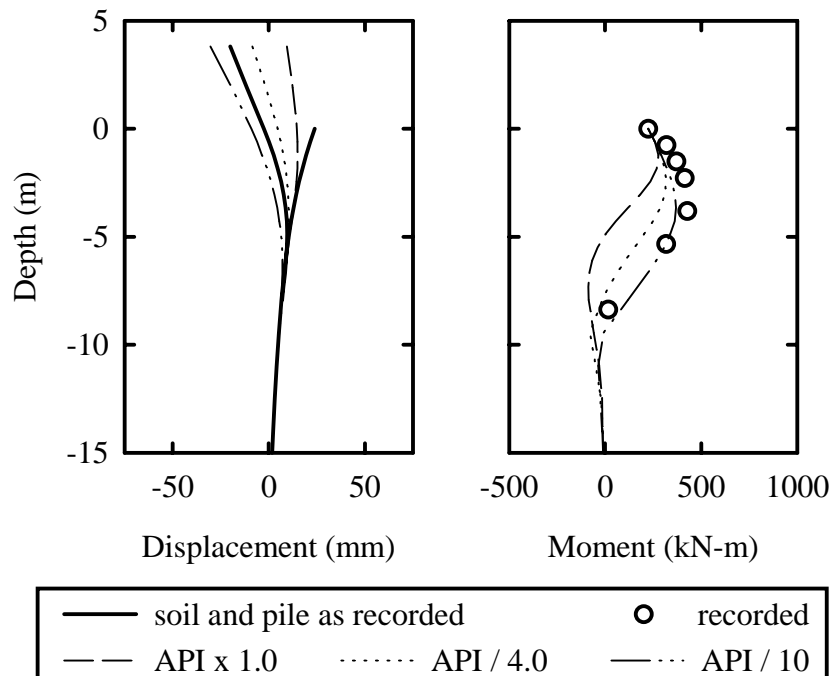 5
0
-5
-10
-15
Depth (m)
-50 0 50
-500 0 500 1000
Displacement (mm) Moment (kN-m)
soil and pile as recorded recorded
API x 1.0 API / 4.0 API / 10